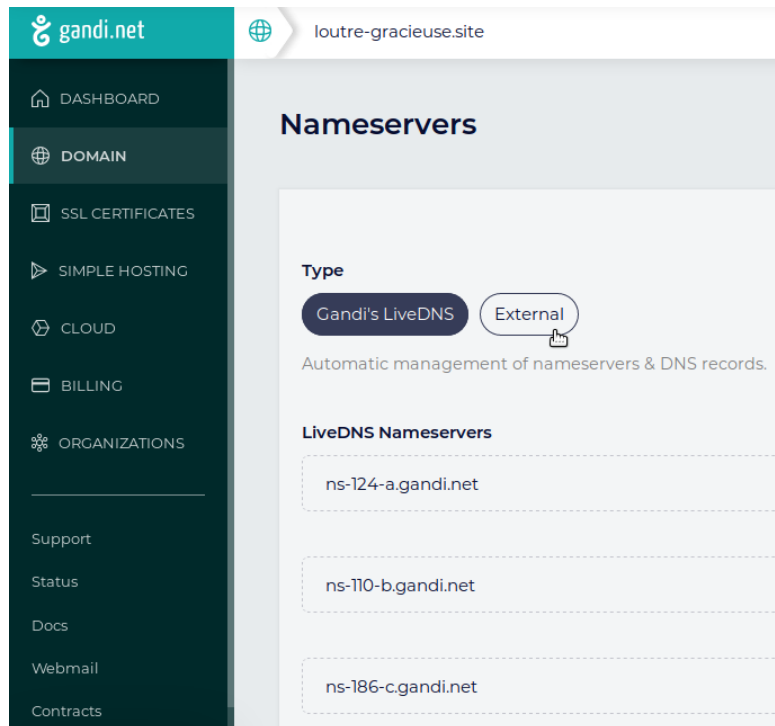 gandi.net
loutre-gracieuse.site
DASHBOARD
DOMAIN
SSL CERTIFICATES
SIMPLE HOSTING
CLOUD
BILLING
ORGANIZATIONS
Support
Status
Docs
Webmail
Contracts
Nameservers
Type
Gandi's LiveDNS External
Automatic management of nameservers & DNS records.
LiveDNS Nameservers
ns-124-a.gandi.net
ns-110-b.gandi.net
ns-186-c.gandi.net